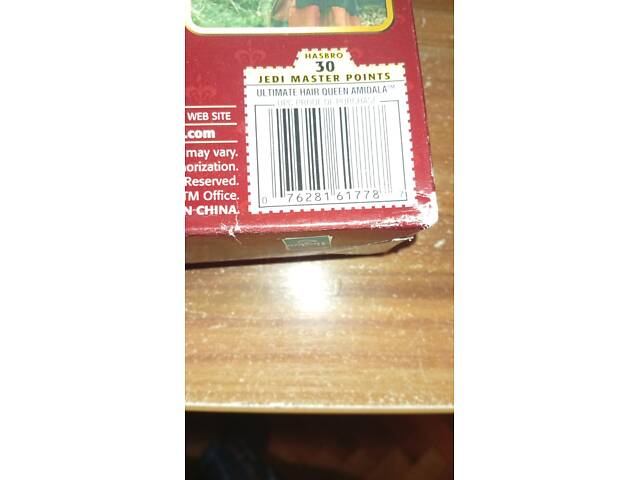 HASBRO
30
JEDI MASTER POINTS
ULTIMATE HAIR QUEEN AMIDALA™
UPC PROOF OF PURCHASE
WEB SITE
.com
may vary.
orization.
Reserved.
TM Office.
N CHINA.
0 76281 61778 7